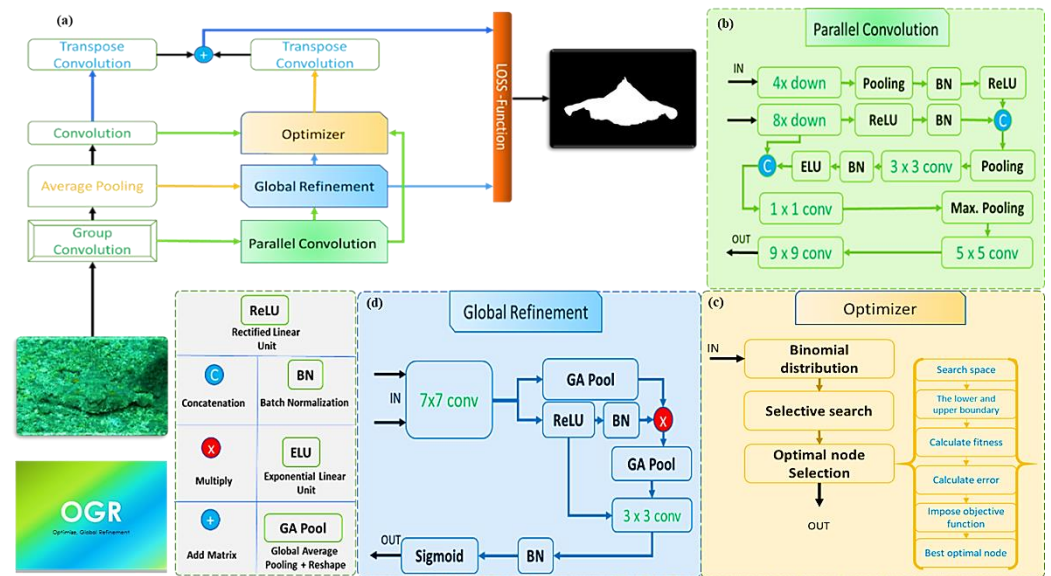 (a)
Transpose
Convolution
+
Transpose
Convolution
Convolution
Optimizer
Average Pooling
Global Refinement
Group
Convolution
Parallel Convolution
LOSS -Function
(b)
Parallel Convolution
IN
4x down
Pooling
BN
ReLU
8x down
ReLU
BN
C
C
ELU
BN
3 x 3 conv
Pooling
1 x 1 conv
Max. Pooling
OUT
9 x 9 conv
5 x 5 conv
OGR
Optimise, Global Refinement
ReLU
Rectified Linear
Unit
C
Concatenation
BN
Batch Normalization
X
Multiply
ELU
Exponential Linear
Unit
+
Add Matrix
GA Pool
Global Average
Pooling + Reshape
(d)
Global Refinement
IN
7x7 conv
GA Pool
ReLU
BN
X
GA Pool
3 x 3 conv
OUT
Sigmoid
BN
(c)
Optimizer
IN
Binomial
distribution
Selective search
Optimal node
Selection
OUT
Search space
The lower and
upper boundary
Calculate fitness
Calculate error
Impose objective
function
Best optimal node